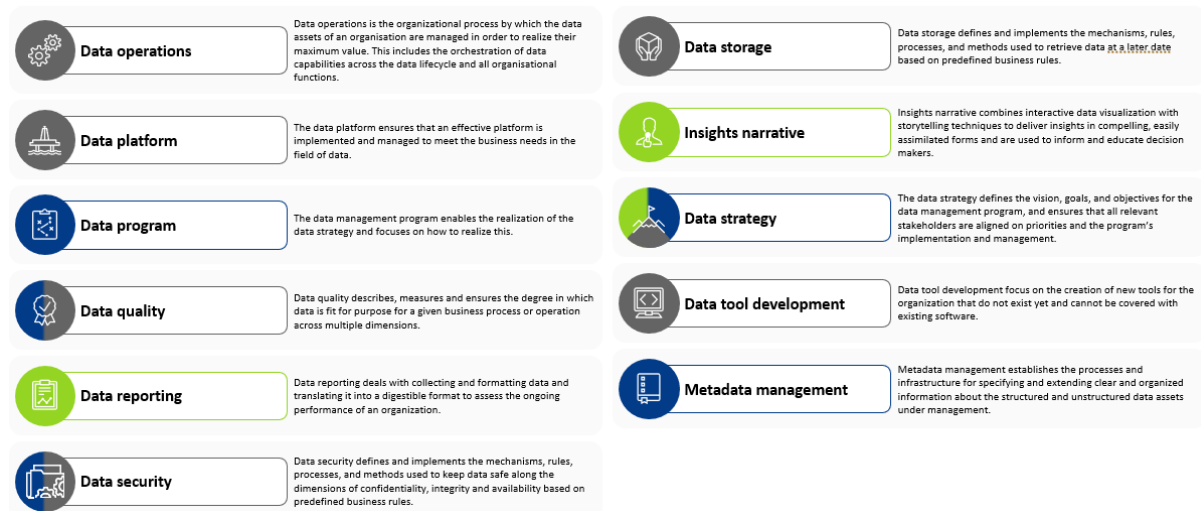 Data operations
Data operations is the organizational process by which the data
assets of an organisation are managed in order to realize their
maximum value. This includes the orchestration of data
capabilities across the data lifecycle and all organisational
functions.
Data platform
The data platform ensures that an effective platform is
implemented and managed to meet the business needs in the
field of data.
Data program
The data management program enables the realization of the
data strategy and focuses on how to realize this.
Data quality
Data quality describes, measures and ensures the degree in which
data is fit for purpose for a given business process or operation
across multiple dimensions.
Data reporting
Data reporting deals with collecting and formatting data and
translating it into a digestible format to assess the ongoing
performance of an organization.
Data security
Data security defines and implements the mechanisms, rules,
processes, and methods used to keep data safe along the
dimensions of confidentiality, integrity and availability based on
predefined business rules.
Data storage
Data storage defines and implements the mechanisms, rules,
processes, and methods used to retrieve data at a later date
based on predefined business rules.
Insights narrative
Insights narrative combines interactive data visualization with
storytelling techniques to deliver insights in compelling, easily
assimilated forms and are used to inform and educate decision
makers.
Data strategy
The data strategy defines the vision, goals, and objectives for the
data management program, and ensures that all relevant
stakeholders are aligned on priorities and the program's
implementation and management.
Data tool development
Data tool development focus on the creation of new tools for the
organization that do not exist yet and cannot be covered with
existing software.
Metadata management
Metadata management establishes the processes and
infrastructure for specifying and extending clear and organized
information about the structured and unstructured data assets
under management.